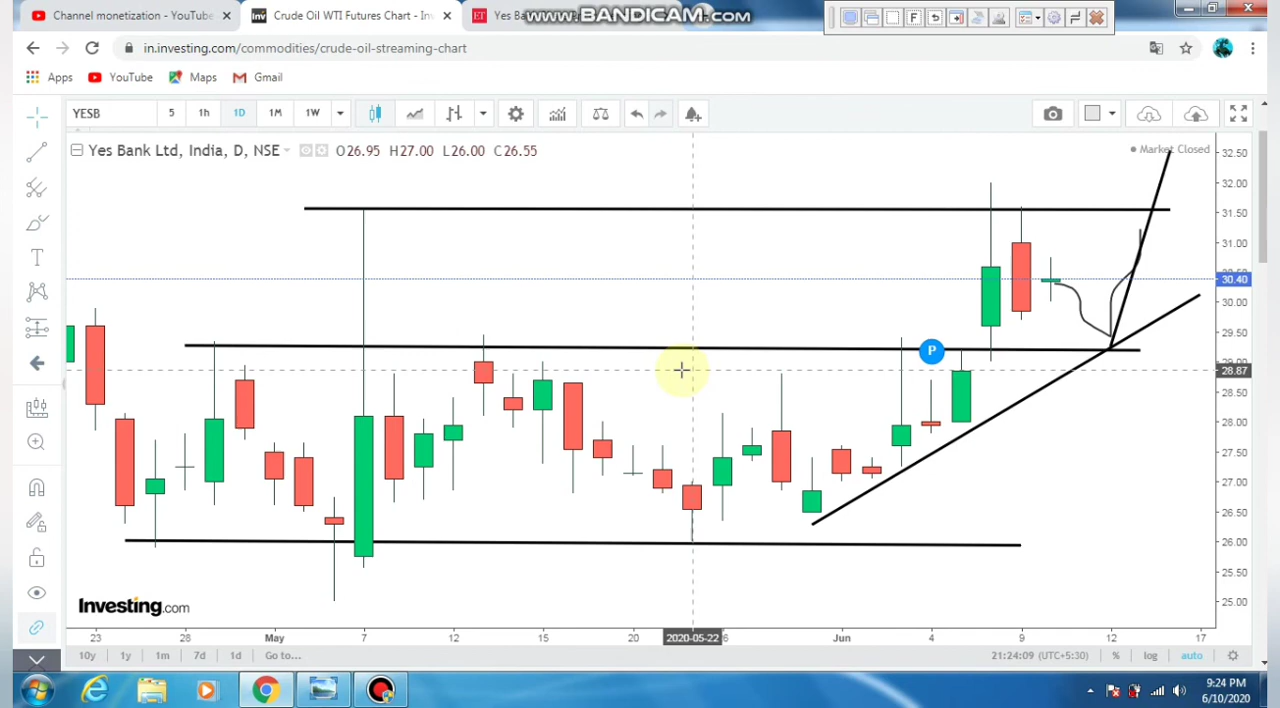 Channel monetization - YouTube
Crude Oil WTI Futures Chart - Inv
Yes Ba
www.BANDICAM.com
in.investing.com/commodities/crude-oil-streaming-chart
Apps YouTube Maps Gmail
YESB 5 1h 1D 1M 1W
Yes Bank Ltd, India, D, NSE O26.95 H27.00 L26.00 C26.55
Market Closed
32.50
32.00
31.50
31.00
30.40
30.00
29.50
28.87
28.50
28.00
27.50
27.00
26.50
26.00
25.50
25.00
P
Investing.com
23 28 May 7 12 15 20 2020-05-22 6 Jun 4 9 12 17
10y 1y 1m 7d 1d Go to... 21:24:09 (UTC+5:30) % log auto
9:24 PM
6/10/2020